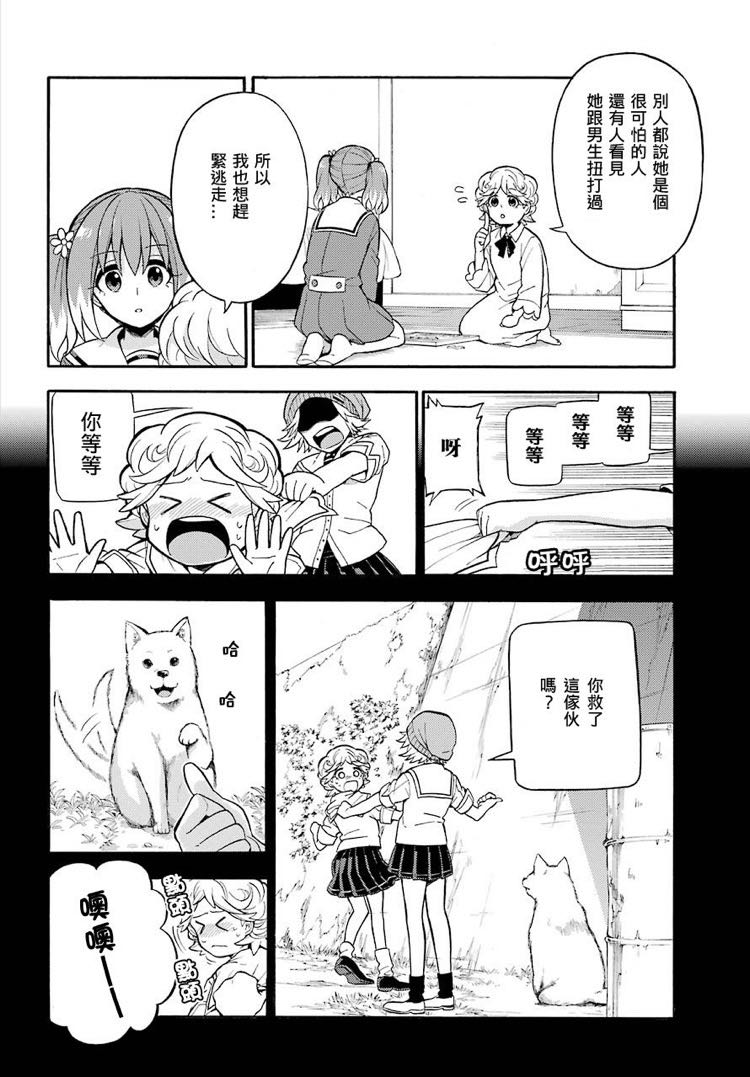 別人都說她是個
很可怕的人
還有人看見
她跟男生扭打過
所以
我也想趕
緊逃走…
等等
等等
等等
呀
呼呼
你等等
你救了
這傢伙
嗎？
哈
哈
點頭
點頭
噢噢——